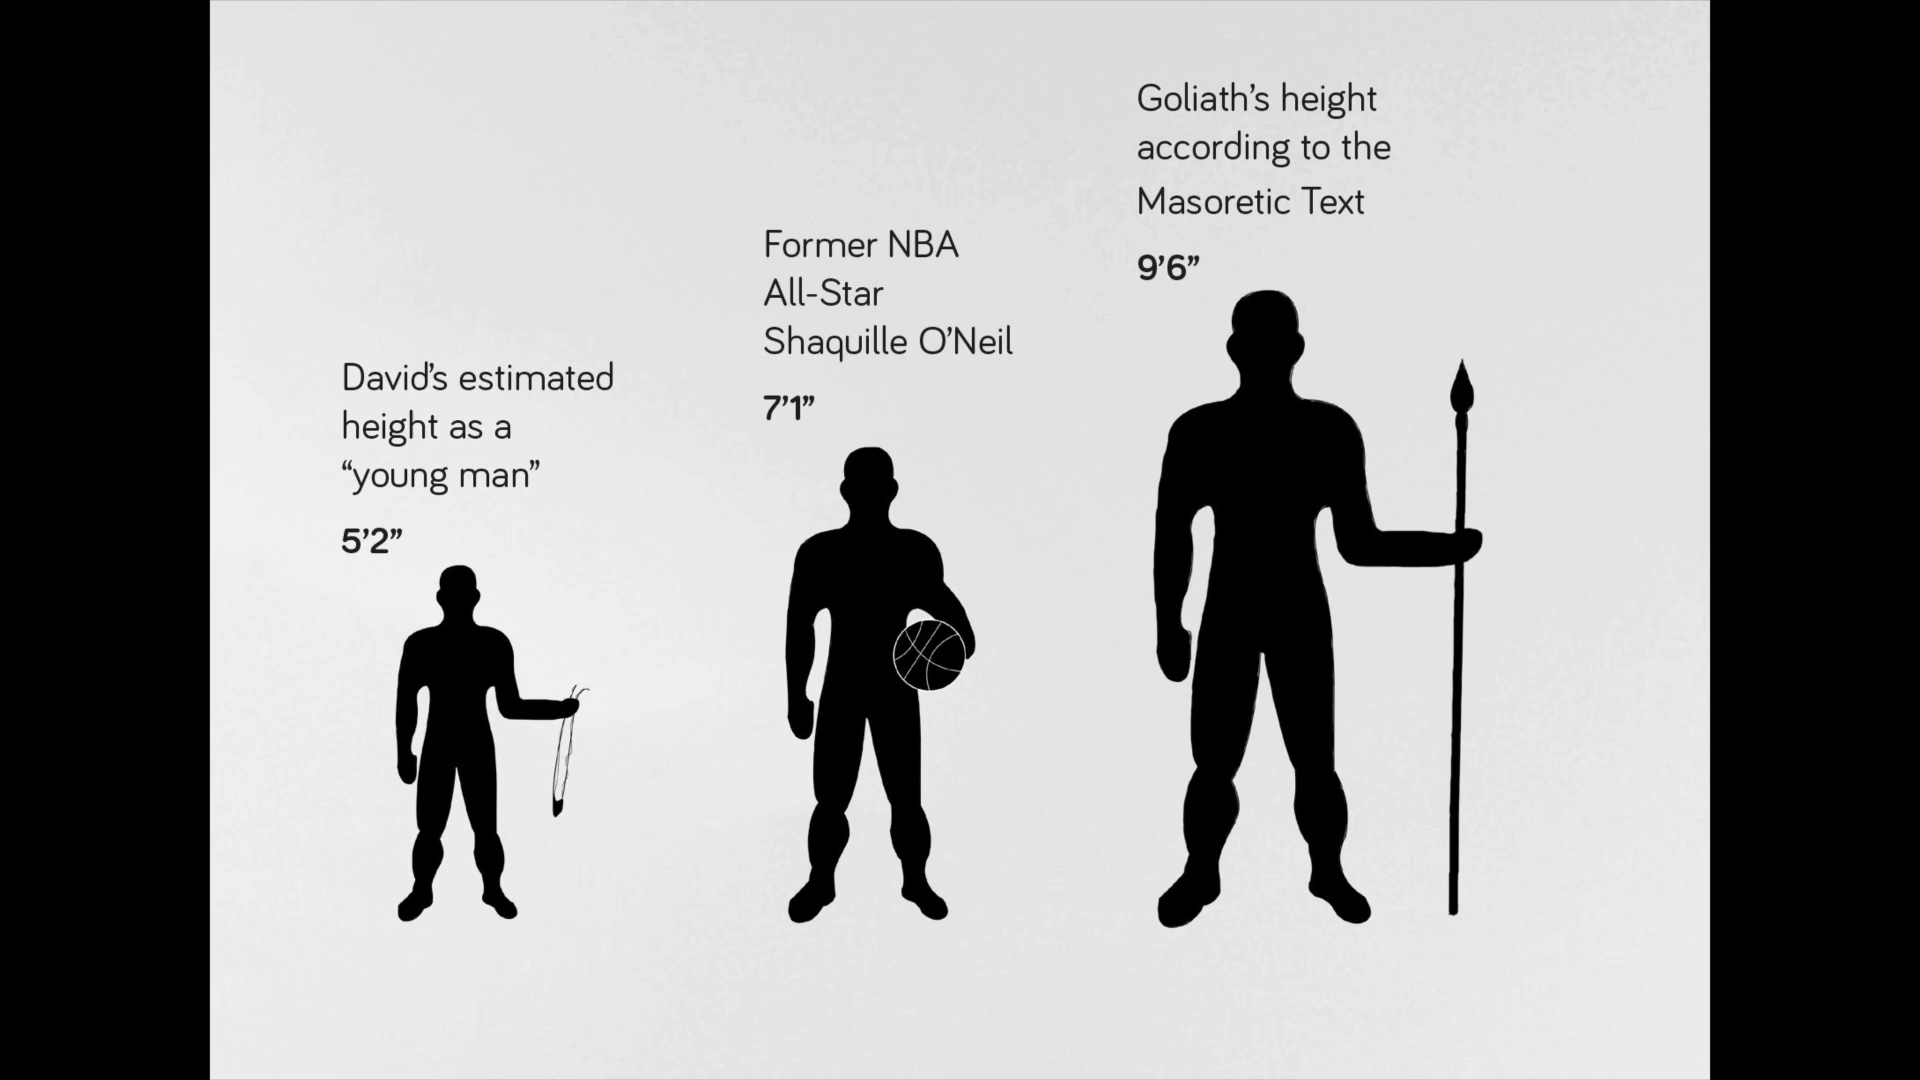 David’s estimated
height as a
“young man”
5’2”
Former NBA
All-Star
Shaquille O’Neil
7’1”
Goliath’s height
according to the
Masoretic Text
9’6”